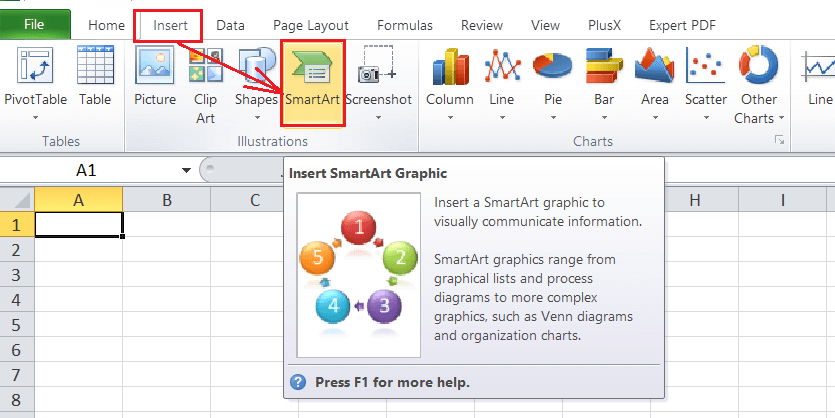 File Home Insert Data Page Layout Formulas Review View PlusX Expert PDF
PivotTable Table Picture Clip Art Shapes SmartArt Screenshot Column Line Pie Bar Area Scatter Other Charts Line
Tables Illustrations Charts
A1
A B C H I
1
2
3
4
5
6
7
8
Insert SmartArt Graphic
1
2
3
4
5
Insert a SmartArt graphic to
visually communicate information.
SmartArt graphics range from
graphical lists and process
diagrams to more complex
graphics, such as Venn diagrams
and organization charts.
Press F1 for more help.